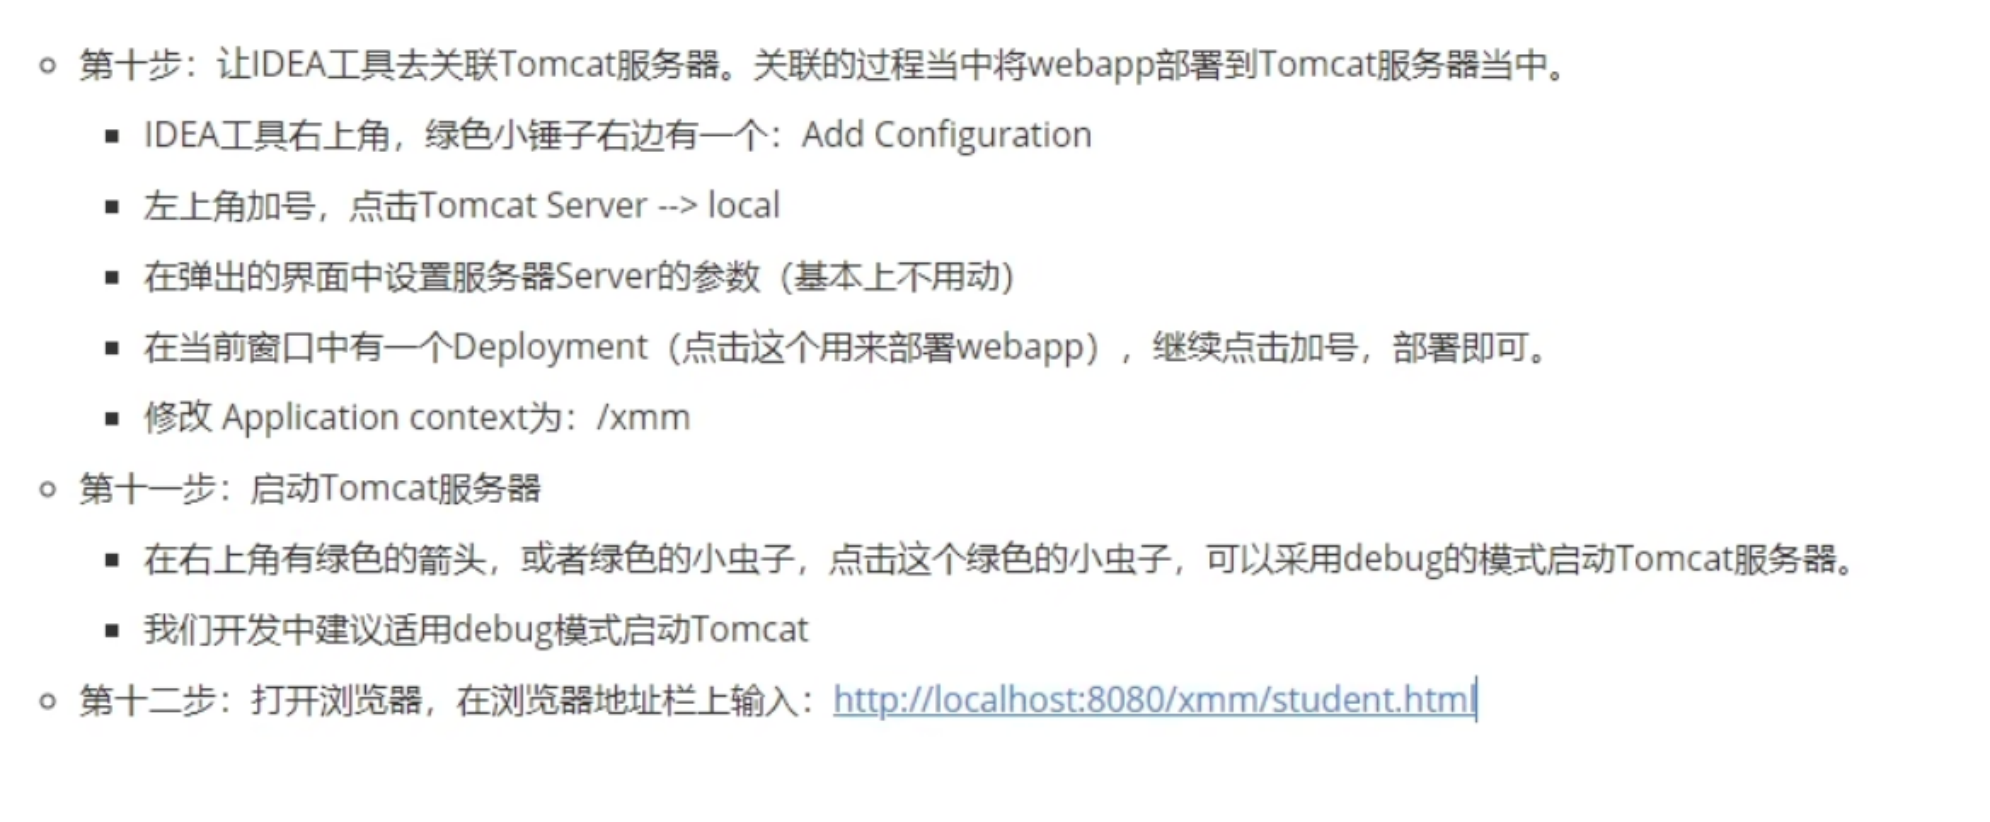 第十步：让IDEA工具去关联Tomcat服务器。关联的过程当中将webapp部署到Tomcat服务器当中。
IDEA工具右上角，绿色小锤子右边有一个：Add Configuration
左上角加号，点击Tomcat Server --> local
在弹出的界面中设置服务器Server的参数（基本上不用动）
在当前窗口中有一个Deployment（点击这个用来部署webapp），继续点击加号，部署即可。
修改 Application context为：/xmm
第十一步：启动Tomcat服务器
在右上角有绿色的箭头，或者绿色的小虫子，点击这个绿色的小虫子，可以采用debug的模式启动Tomcat服务器。
我们开发中建议适用debug模式启动Tomcat
第十二步：打开浏览器，在浏览器地址栏上输入：http://localhost:8080/xmm/student.html